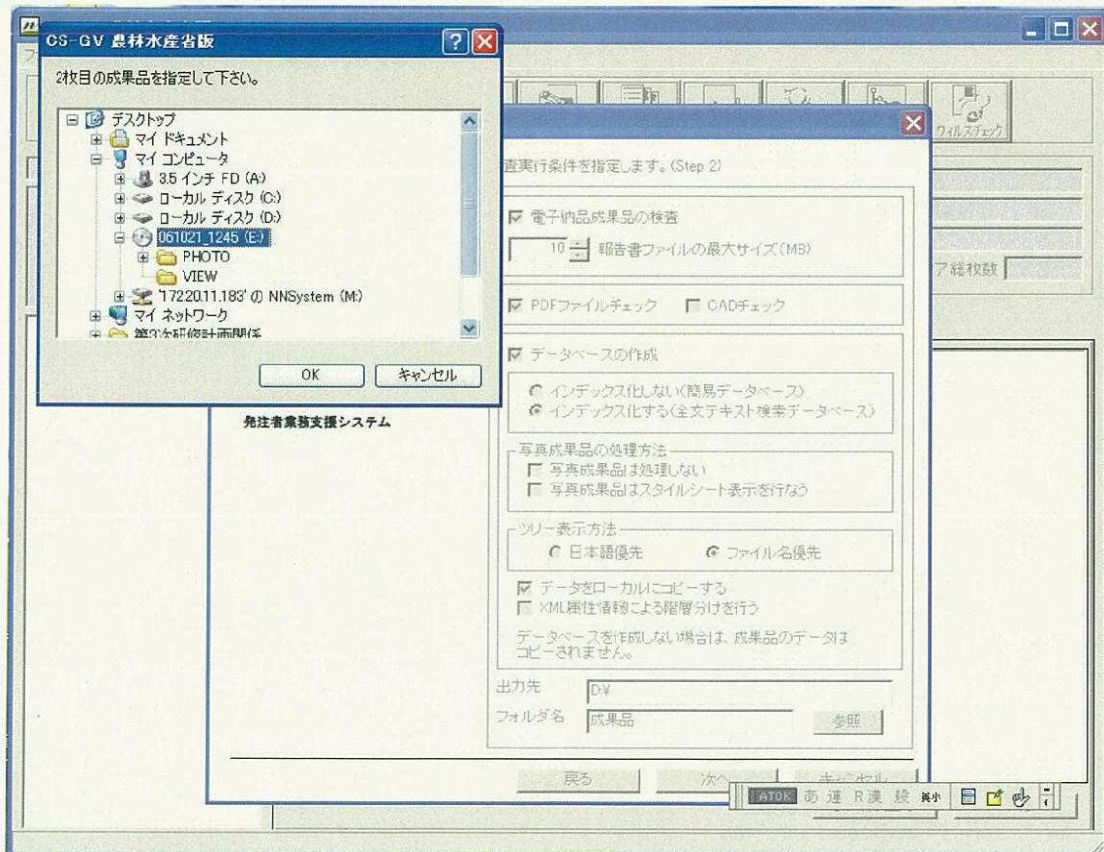 CS-GV 農林水産省版
2枚目の成果品を指定して下さい。
デスクトップ
マイ ドキュメント
マイ コンピュータ
3.5 インチ FD (A:)
ローカル ディスク (C:)
ローカル ディスク (D:)
061021_1245 (E:)
PHOTO
VIEW
'172.20.11.183' の NNSystem (M:)
マイ ネットワーク
第3次研修計画関係
OK
キャンセル
ウィルスチェック
査実行条件を指定します。(Step 2)
電子納品成果品の検査
10
報告書ファイルの最大サイズ(MB)
ア総枚数
PDFファイルチェック
CADチェック
データベースの作成
インデックス化しない(簡易データベース)
インデックス化する(全文テキスト検索データベース)
発注者業務支援システム
写真成果品の処理方法
写真成果品は処理しない
写真成果品はスタイルシート表示を行なう
ツリー表示方法
日本語優先
ファイル名優先
データをローカルにコピーする
XML属性情報による階層分けを行う
データベースを作成しない場合は、成果品のデータは
コピーされません。
出力先
D:¥
フォルダ名
成果品
参照
戻る
次へ
キャンセル
ATOK あ 連 R漢 般 英小